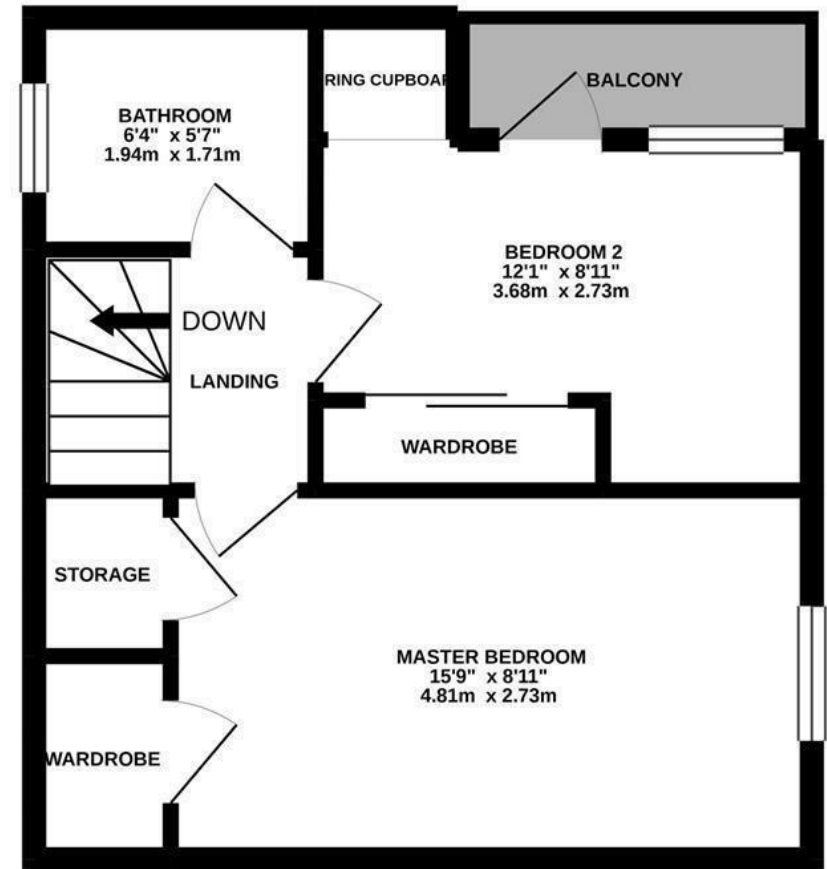 BATHROOM
6'4" x 5'7"
1.94m x 1.71m
RING CUPBOAR
BALCONY
BEDROOM 2
12'1" x 8'11"
3.68m x 2.73m
DOWN
LANDING
WARDROBE
STORAGE
MASTER BEDROOM
15'9" x 8'11"
4.81m x 2.73m
WARDROBE